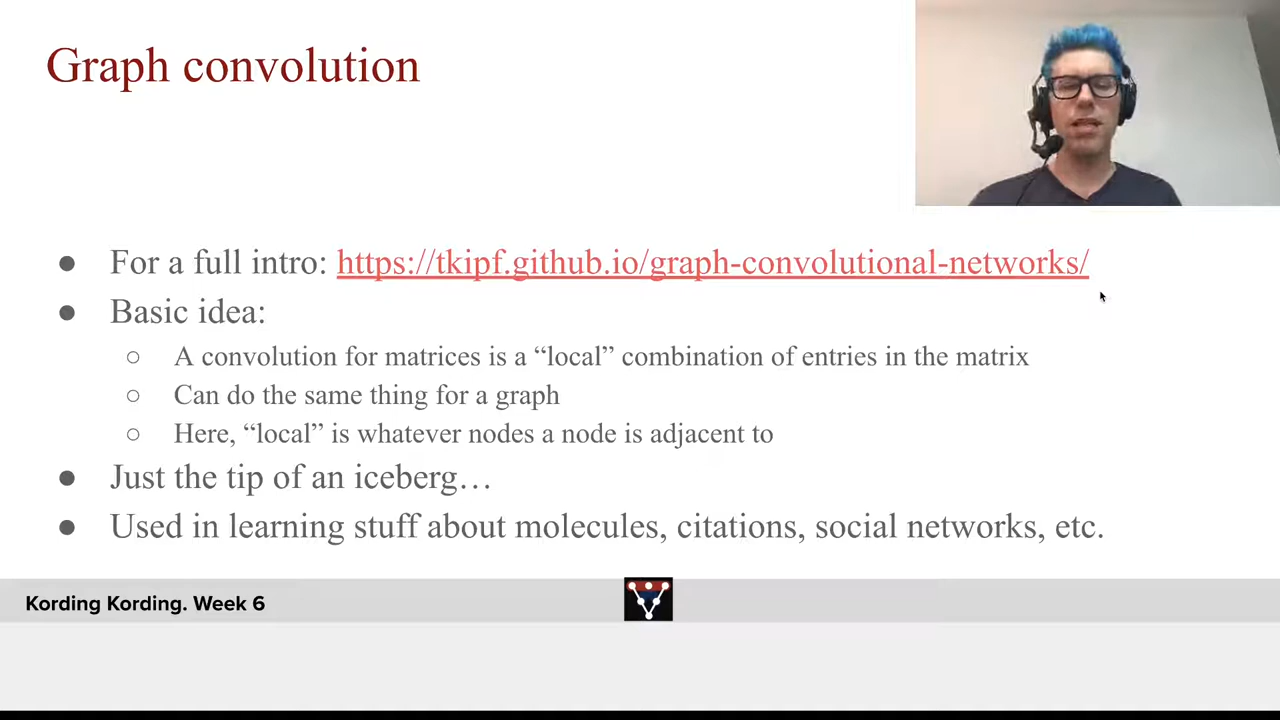 Graph convolution
● For a full intro: https://tkipf.github.io/graph-convolutional-networks/
● Basic idea:
○ A convolution for matrices is a “local” combination of entries in the matrix
○ Can do the same thing for a graph
○ Here, “local” is whatever nodes a node is adjacent to
● Just the tip of an iceberg…
● Used in learning stuff about molecules, citations, social networks, etc.
Kording Kording. Week 6